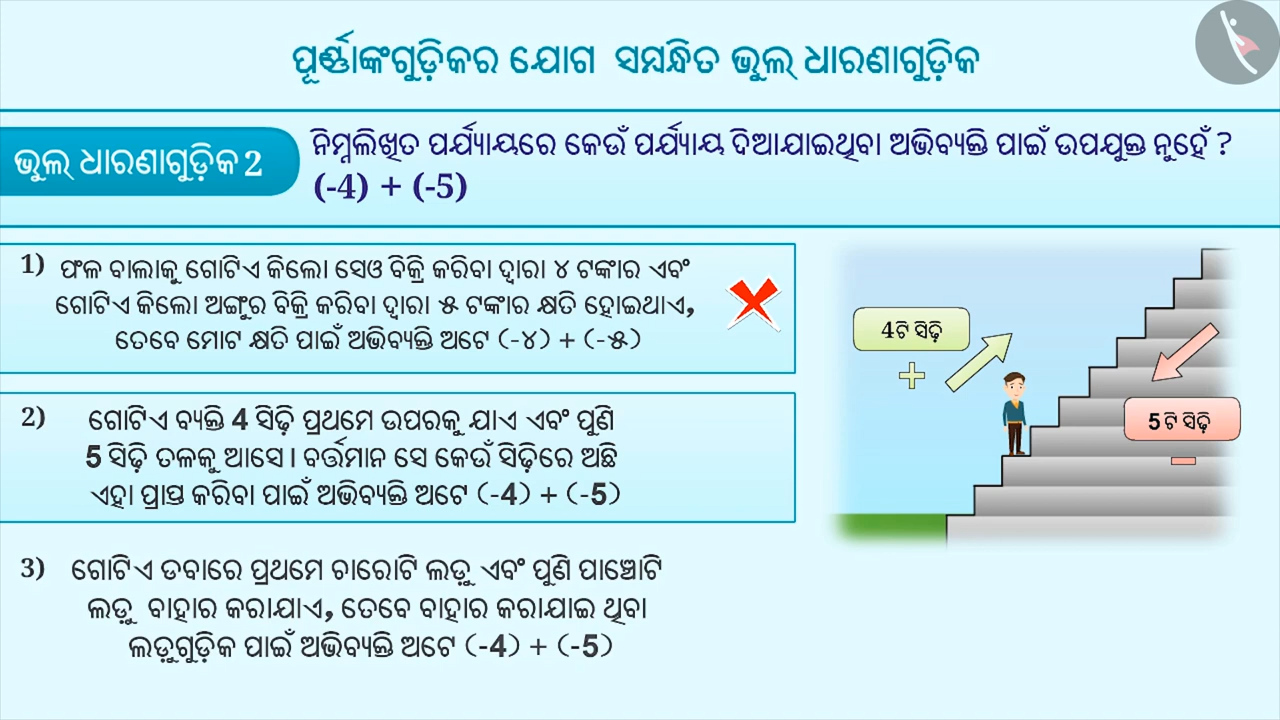 ପୂର୍ଣ୍ଣାଙ୍କଗୁଡ଼ିକର ଯୋଗ ସମ୍ବନ୍ଧିତ ଭୁଲ୍ ଧାରଣାଗୁଡ଼ିକ
ଭୁଲ୍ ଧାରଣାଗୁଡ଼ିକ 2
ନିମ୍ନଲିଖିତ ପର୍ଯ୍ୟାୟରେ କେଉଁ ପର୍ଯ୍ୟାୟ ଦିଆଯାଇଥିବା ଅଭିବ୍ୟକ୍ତି ପାଇଁ ଉପଯୁକ୍ତ ନୁହେଁ ?
(-4) + (-5)
1) ଫଳ ବାଲାକୁ ଗୋଟିଏ କିଲୋ ସେଓ ବିକ୍ରି କରିବା ଦ୍ୱାରା ୪ ଟଙ୍କାର ଏବଂ
ଗୋଟିଏ କିଲୋ ଅଙ୍ଗୁର ବିକ୍ରି କରିବା ଦ୍ୱାରା ୫ ଟଙ୍କାର କ୍ଷତି ହୋଇଥାଏ,
ତେବେ ମୋଟ କ୍ଷତି ପାଇଁ ଅଭିବ୍ୟକ୍ତି ଅଟେ (-୪) + (-୫)
2) ଗୋଟିଏ ବ୍ୟକ୍ତି 4 ସିଢ଼ି ପ୍ରଥମେ ଉପରକୁ ଯାଏ ଏବଂ ପୁଣି
5 ସିଢ଼ି ତଳକୁ ଆସେ । ବର୍ତ୍ତମାନ ସେ କେଉଁ ସିଢ଼ିରେ ଅଛି
ଏହା ପ୍ରାପ୍ତ କରିବା ପାଇଁ ଅଭିବ୍ୟକ୍ତି ଅଟେ (-4) + (-5)
3) ଗୋଟିଏ ଡବାରେ ପ୍ରଥମେ ଚାରୋଟି ଲଡ଼ୁ ଏବଂ ପୁଣି ପାଞ୍ଚୋଟି
ଲଡ଼ୁ ବାହାର କରାଯାଏ, ତେବେ ବାହାର କରାଯାଇ ଥିବା
ଲଡ଼ୁଗୁଡ଼ିକ ପାଇଁ ଅଭିବ୍ୟକ୍ତି ଅଟେ (-4) + (-5)
4ଟି ସିଢ଼ି
+
5 ଟି ସିଢ଼ି
-